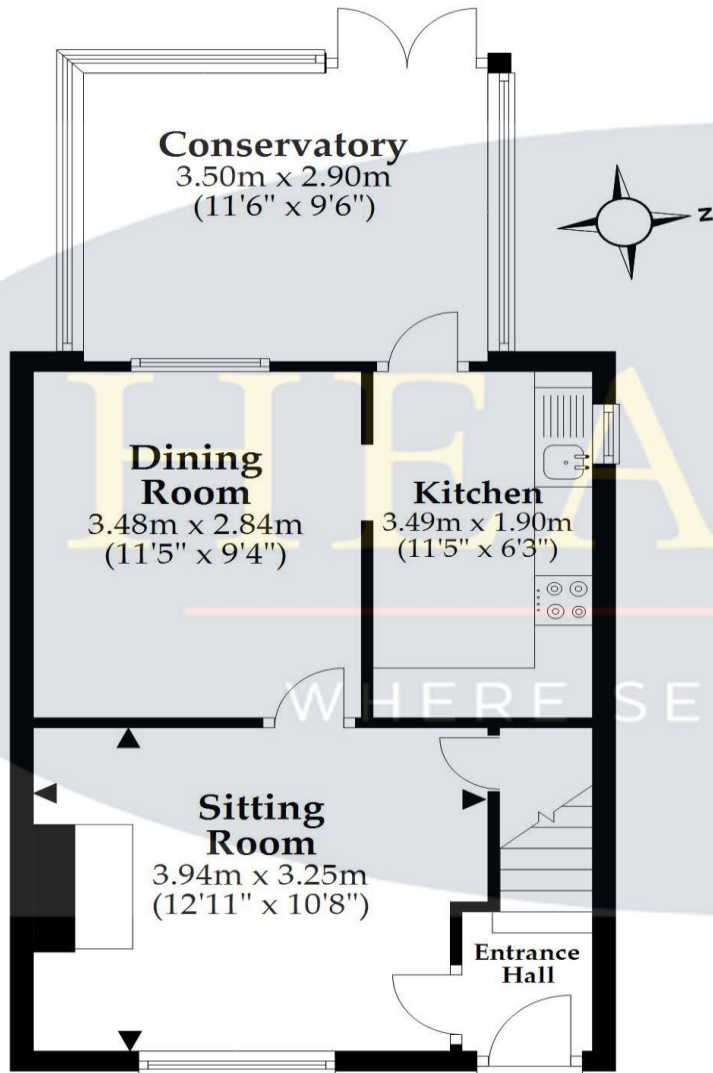 Conservatory
3.50m x 2.90m
(11'6" x 9'6")
N
HEA
Dining
Room
3.48m x 2.84m
(11'5" x 9'4")
Kitchen
3.49m x 1.90m
(11'5" x 6'3")
WHERE SE
Sitting
Room
3.94m x 3.25m
(12'11" x 10'8")
Entrance
Hall